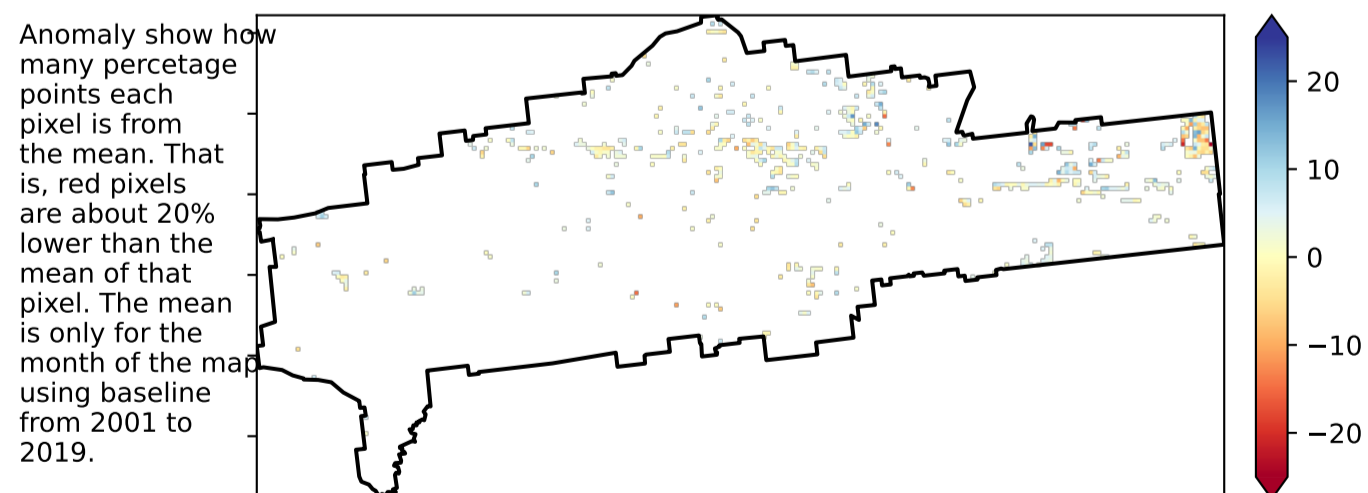 Anomaly show how
many percetage
points each
pixel is from
the mean. That
is, red pixels
are about 20%
lower than the
mean of that
pixel. The mean
is only for the
month of the map
using baseline
from 2001 to
2019.
20
10
0
−10
−20